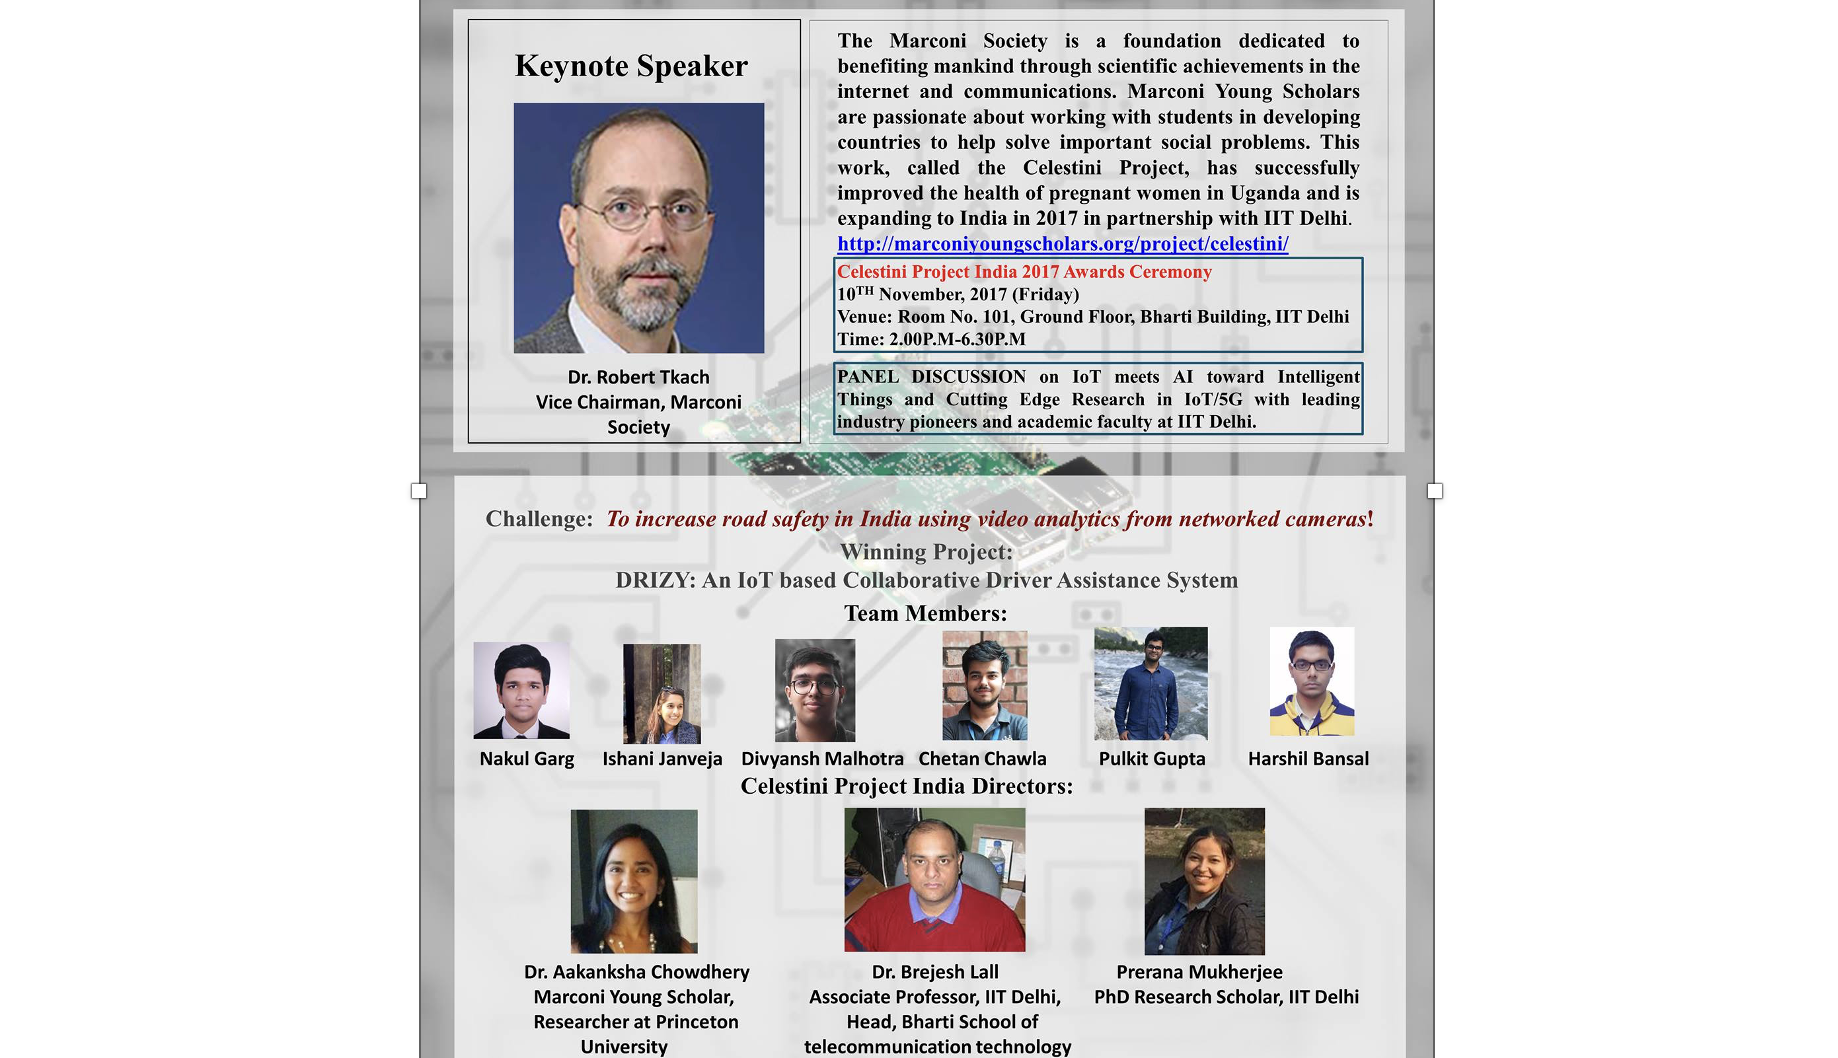 Keynote Speaker
Dr. Robert Tkach
Vice Chairman, Marconi
Society
The Marconi Society is a foundation dedicated to
benefiting mankind through scientific achievements in the
internet and communications. Marconi Young Scholars
are passionate about working with students in developing
countries to help solve important social problems. This
work, called the Celestini Project, has successfully
improved the health of pregnant women in Uganda and is
expanding to India in 2017 in partnership with IIT Delhi.
http://marconiyoungscholars.org/project/celestini/
Celestini Project India 2017 Awards Ceremony
10TH November, 2017 (Friday)
Venue: Room No. 101, Ground Floor, Bharti Building, IIT Delhi
Time: 2.00P.M-6.30P.M
PANEL DISCUSSION on IoT meets AI toward Intelligent
Things and Cutting Edge Research in IoT/5G with leading
industry pioneers and academic faculty at IIT Delhi.
Challenge: To increase road safety in India using video analytics from networked cameras!
Winning Project:
DRIZY: An IoT based Collaborative Driver Assistance System
Team Members:
Nakul Garg Ishani Janveja Divyansh Malhotra Chetan Chawla Pulkit Gupta Harshil Bansal
Celestini Project India Directors:
Dr. Aakanksha Chowdhery
Marconi Young Scholar,
Researcher at Princeton
University
Dr. Brejesh Lall
Associate Professor, IIT Delhi,
Head, Bharti School of
telecommunication technology
Prerana Mukherjee
PhD Research Scholar, IIT Delhi